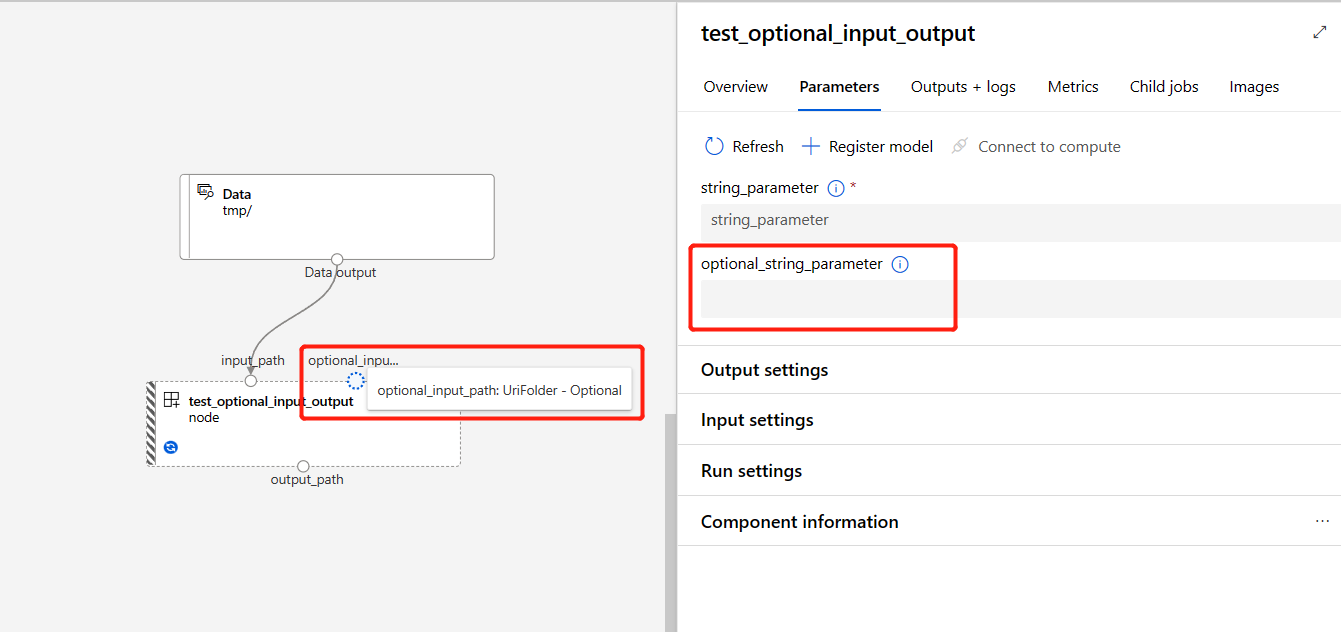 Data
tmp/
Data output
input_path
optional_inpu...
optional_input_path: UriFolder - Optional
test_optional_input_output
node
output_path
test_optional_input_output
Overview Parameters Outputs + logs Metrics Child jobs Images
Refresh Register model Connect to compute
string_parameter *
string_parameter
optional_string_parameter
Output settings
Input settings
Run settings
Component information ...